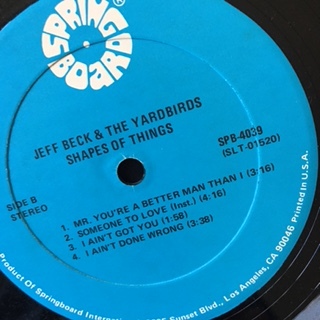 SPRING
BOARD
®
JEFF BECK & THE YARDBIRDS
SHAPES OF THINGS
SPB-4039
(SLT-01520)
SIDE B
STEREO
1. MR. YOU'RE A BETTER MAN THAN I (3:16)
2. SOMEONE TO LOVE (Inst.) (4:16)
3. I AIN'T GOT YOU (1:58)
4. I AIN'T DONE WRONG (3:38)
Product Of Springboard Sunset Blvd., Los Angeles, CA 90046 Printed in U.S.A.